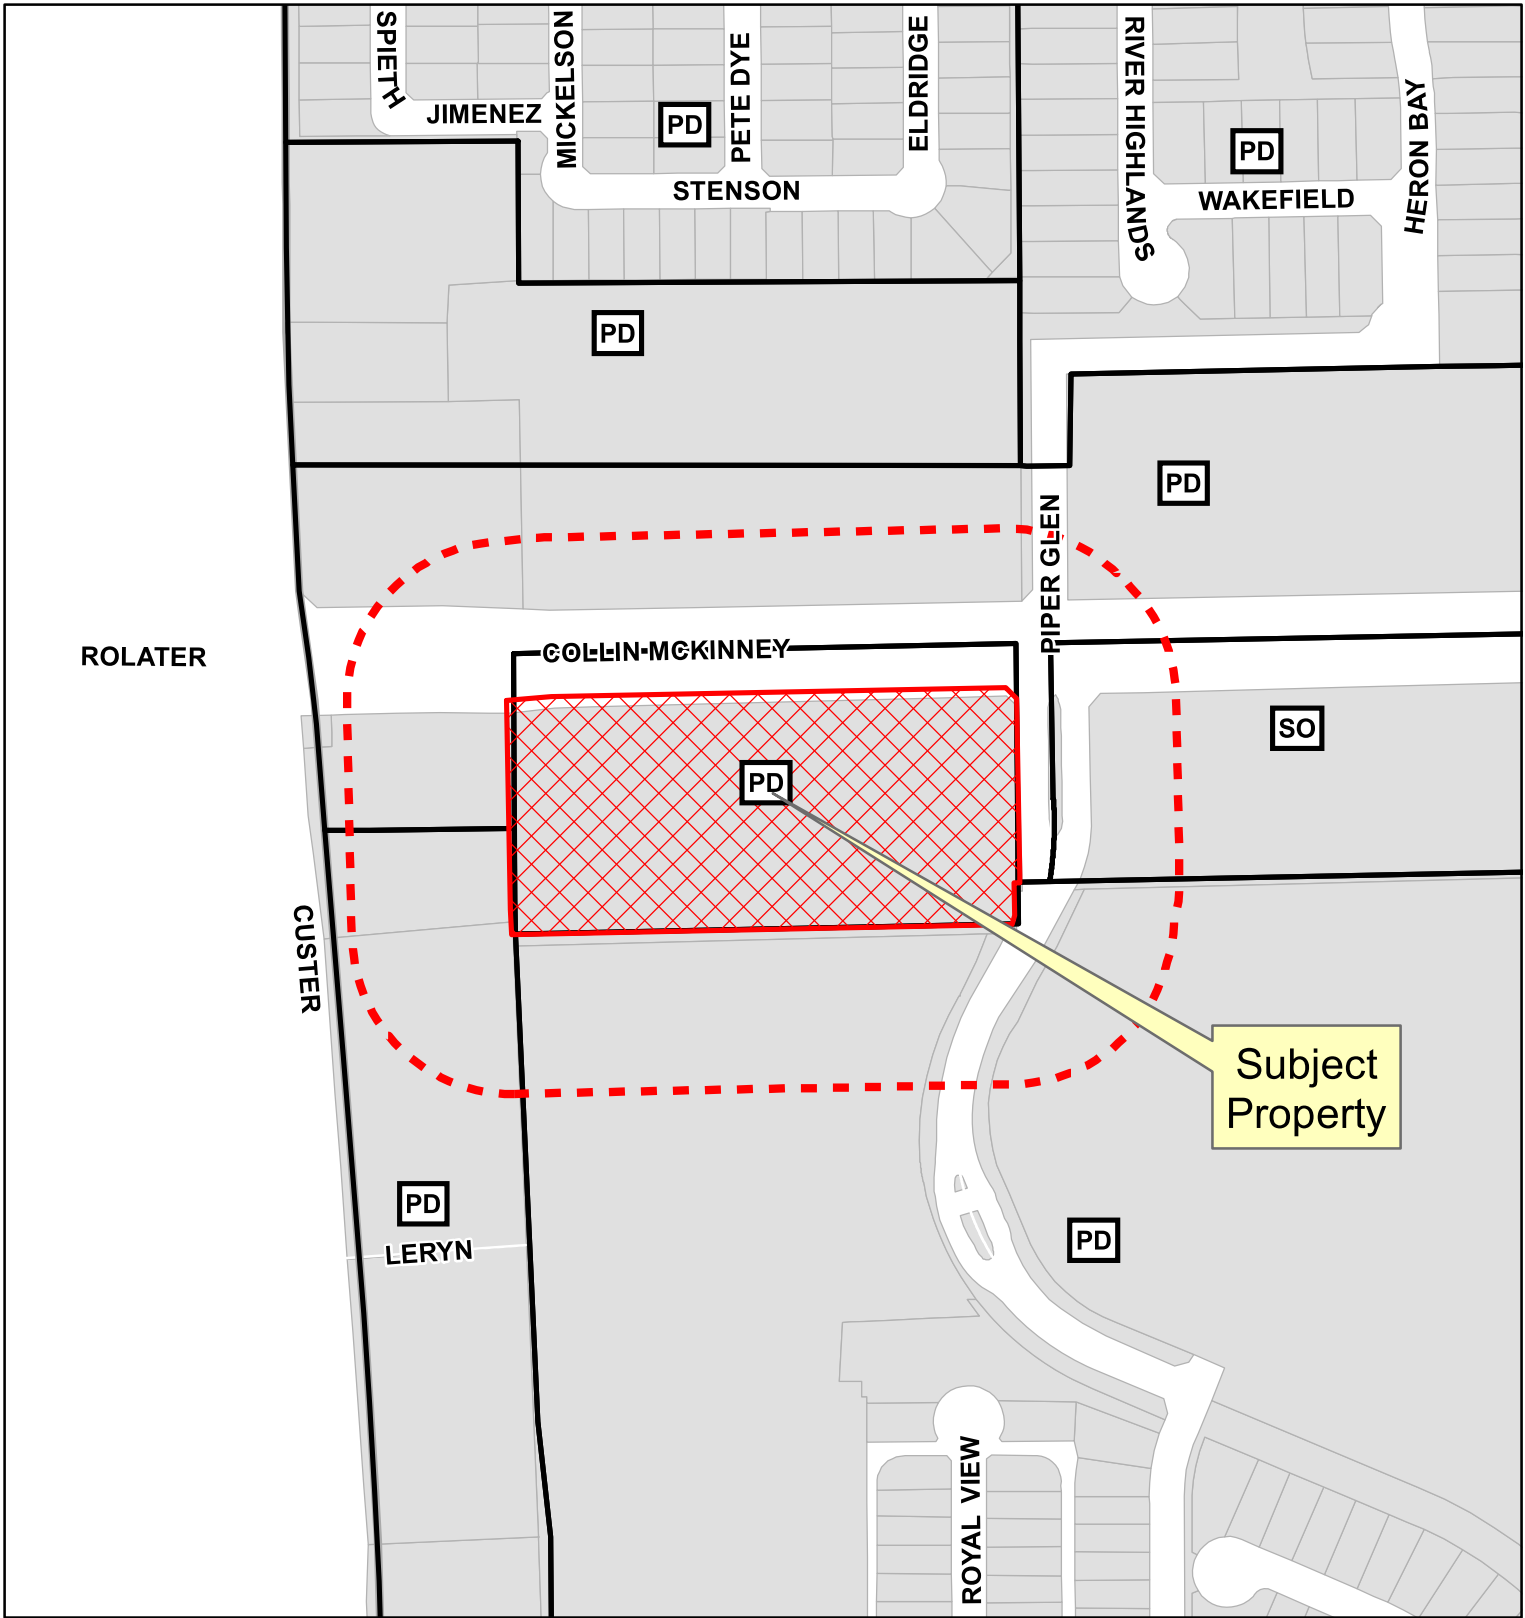 SPIETH
JIMENEZ
MICKELSON
PD
PETE DYE
ELDRIDGE
STENSON
RIVER HIGHLANDS
PD
WAKEFIELD
HERON BAY
PD
PD
PIPER GLEN
ROLATER
COLLIN MCKINNEY
PD
SO
CUSTER
Subject
Property
PD
LERYN
PD
ROYAL VIEW